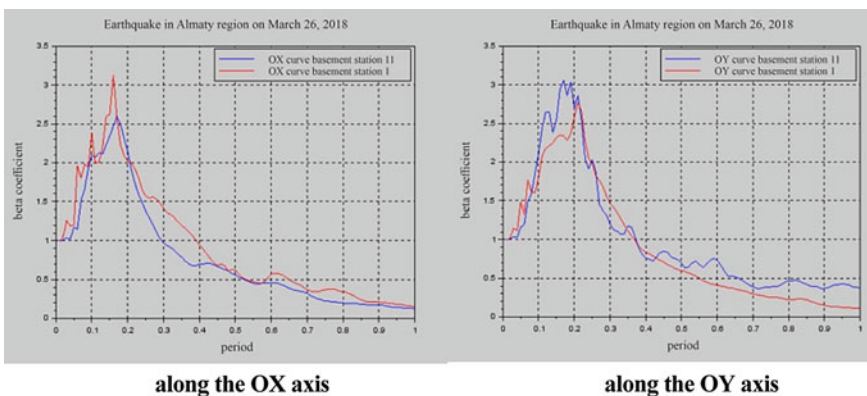 Earthquake in Almaty region on March 26, 2018
3.5
3
2.5
2
1.5
1
0.5
0
beta coefficient
OX curve basement station 11
OX curve basement station 1
0 0.1 0.2 0.3 0.4 0.5 0.6 0.7 0.8 0.9 1
period
along the OX axis
Earthquake in Almaty region on March 26, 2018
3.5
3
2.5
2
1.5
1
0.5
0
beta coefficient
OY curve basement station 11
OY curve basement station 1
0 0.1 0.2 0.3 0.4 0.5 0.6 0.7 0.8 0.9 1
period
along the OY axis